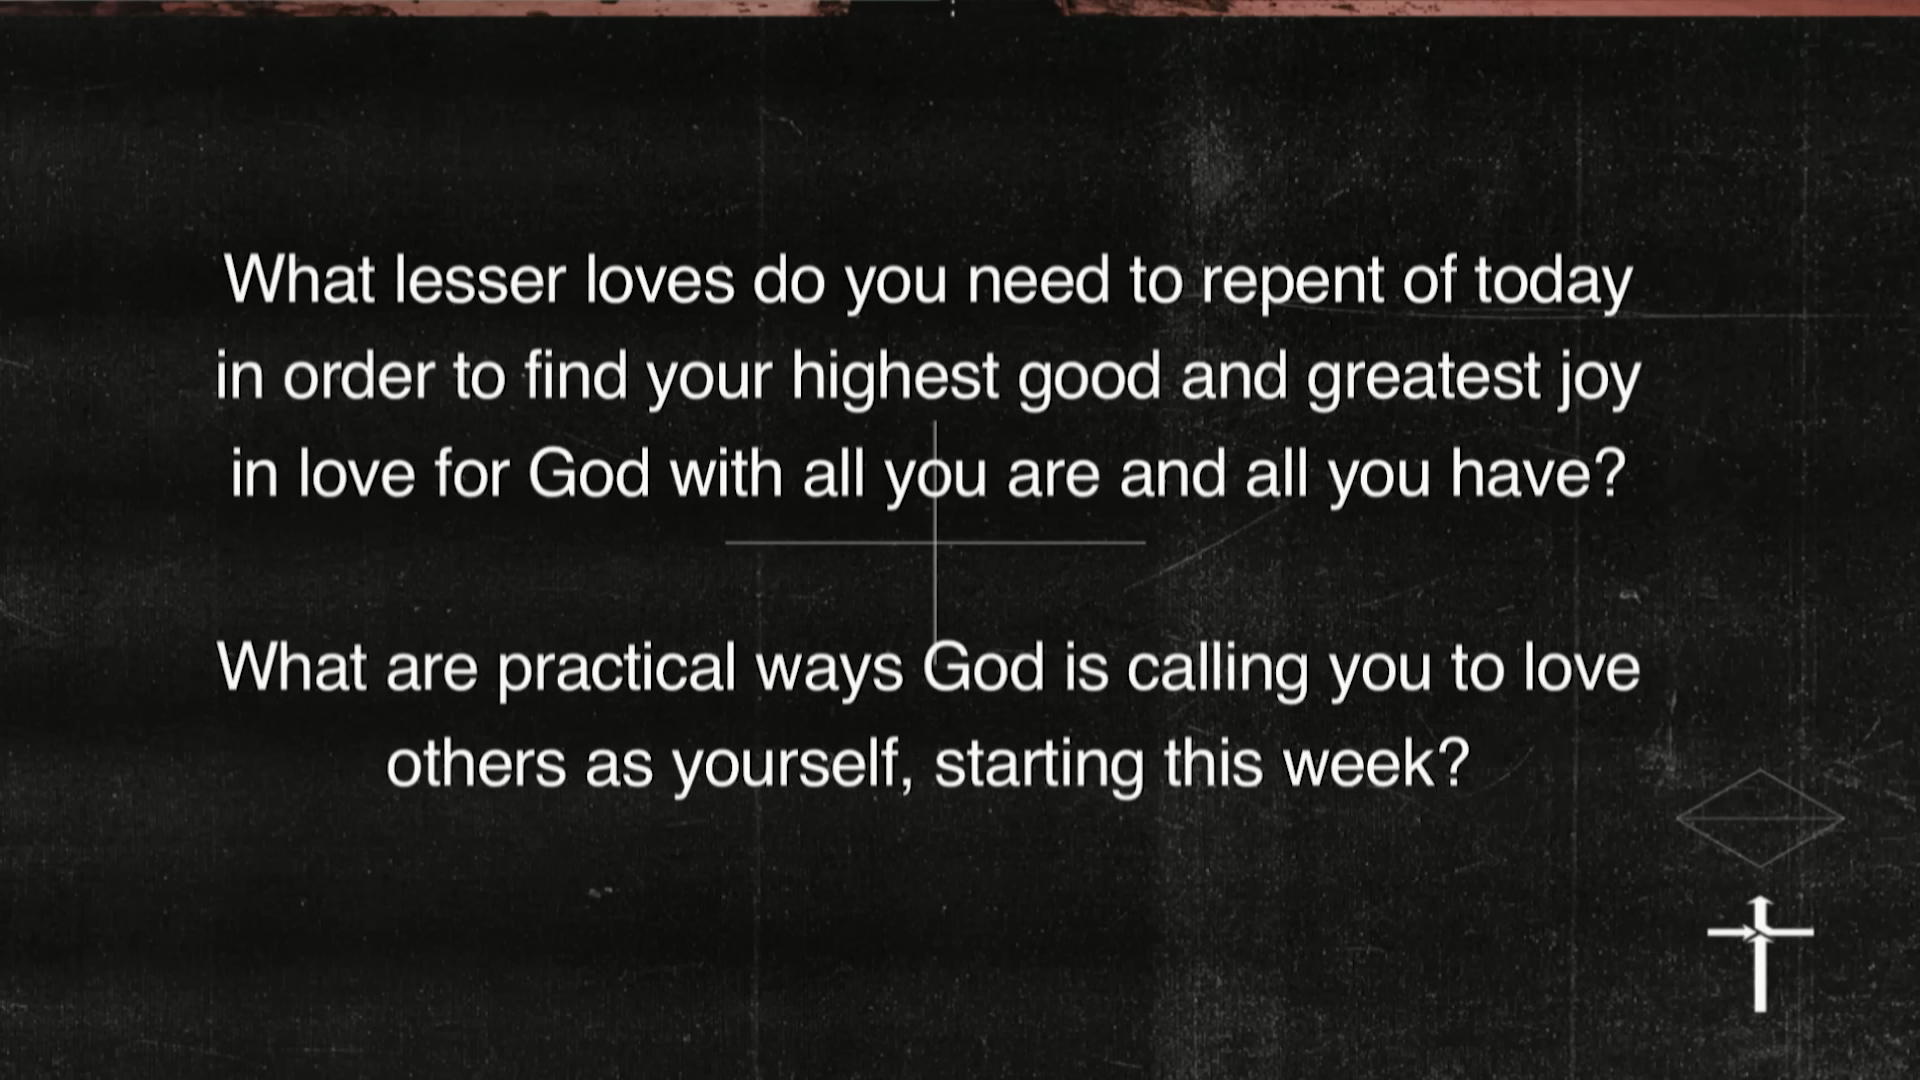 What lesser loves do you need to repent of today
in order to find your highest good and greatest joy
in love for God with all you are and all you have?
What are practical ways God is calling you to love
others as yourself, starting this week?